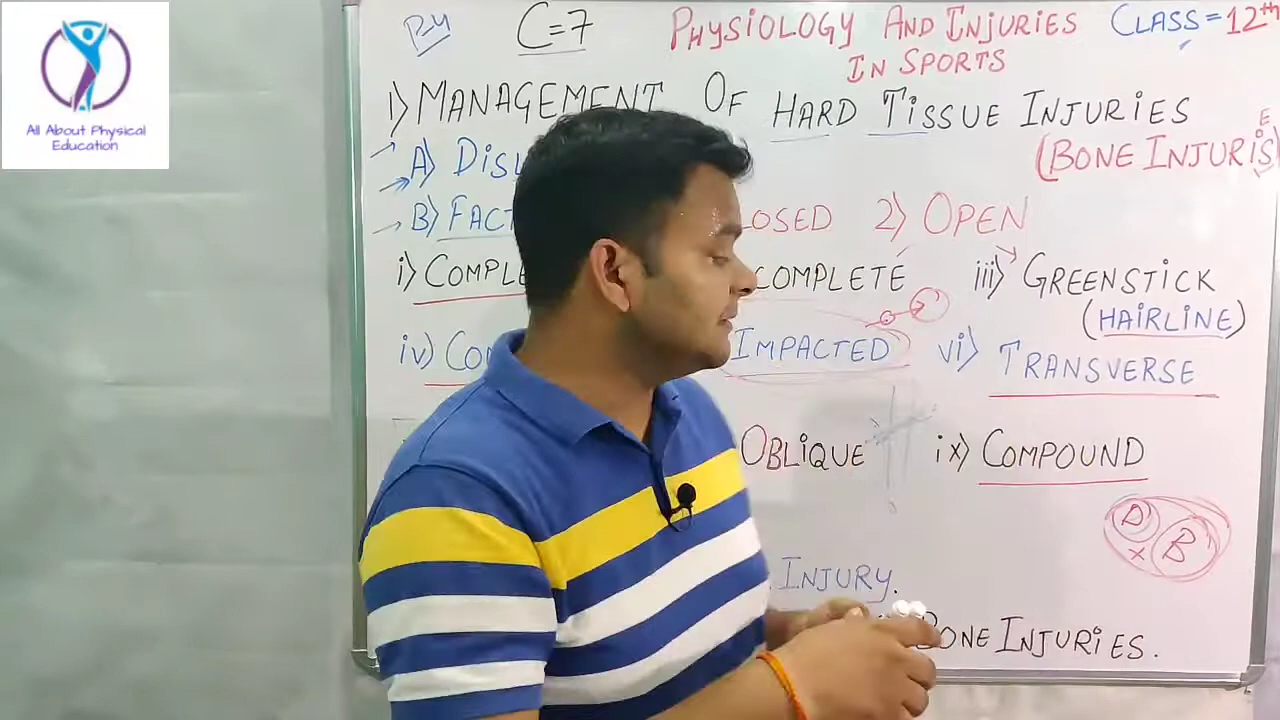 All About Physical
Education
By C=7 PHYSIOLOGY AND INJURIES CLASS=12th
IN SPORTS
1) MANAGEMENT OF HARD TISSUE INJURIES
(BONE INJURIS)
E
A) DISL
B) FACT LOSED 2) OPEN
i) COMPLE COMPLETE iii) GREENSTICK
(HAIRLINE)
iv) CO IMPACTED vi) TRANSVERSE
OBLIQUE ix) COMPOUND
D B
x
INJURY.
BONE INJURIES.